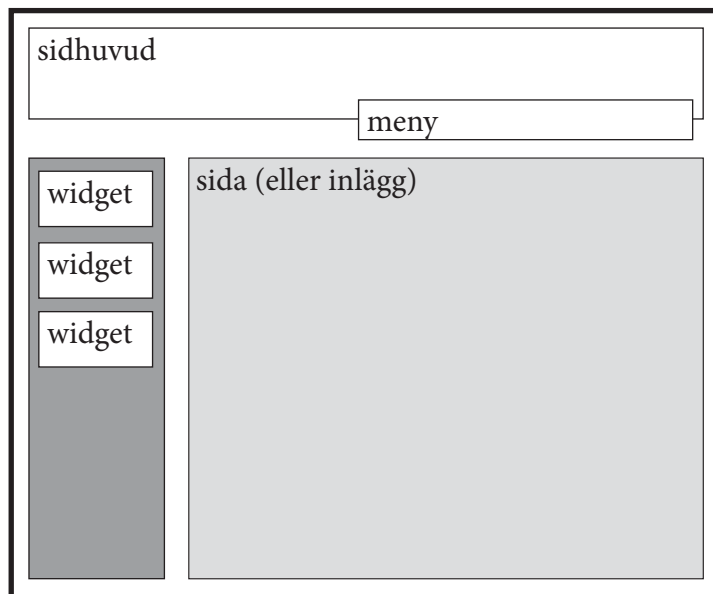 sidhuvud
meny
widget
widget
widget
sida (eller inlägg)